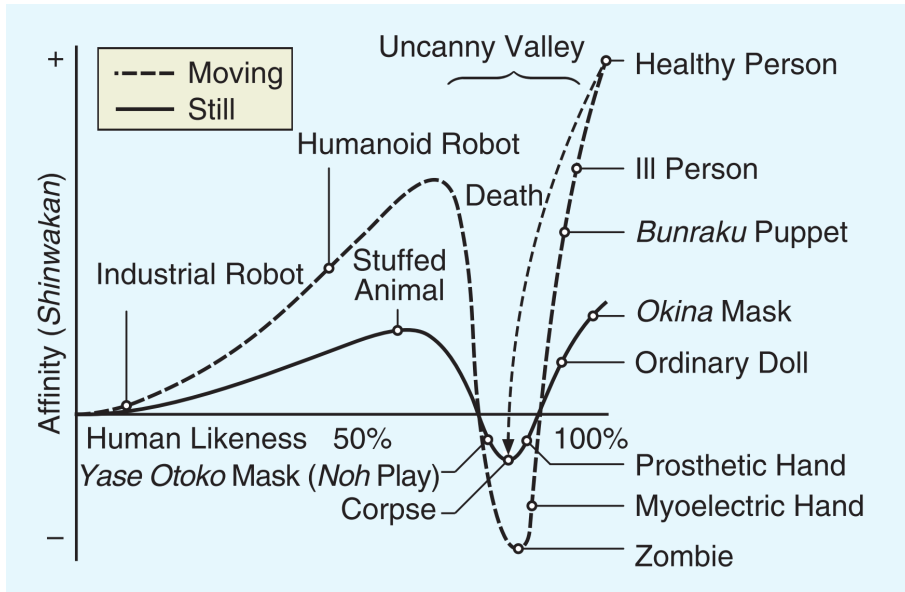 +
Moving
Still
Uncanny Valley
Healthy Person
Humanoid Robot
Ill Person
Death
Bunraku Puppet
Industrial Robot
Stuffed
Animal
Okina Mask
Ordinary Doll
Affinity (Shinwakan)
Human Likeness 50% 100%
Yase Otoko Mask (Noh Play)
Prosthetic Hand
Corpse
Myoelectric Hand
–
Zombie